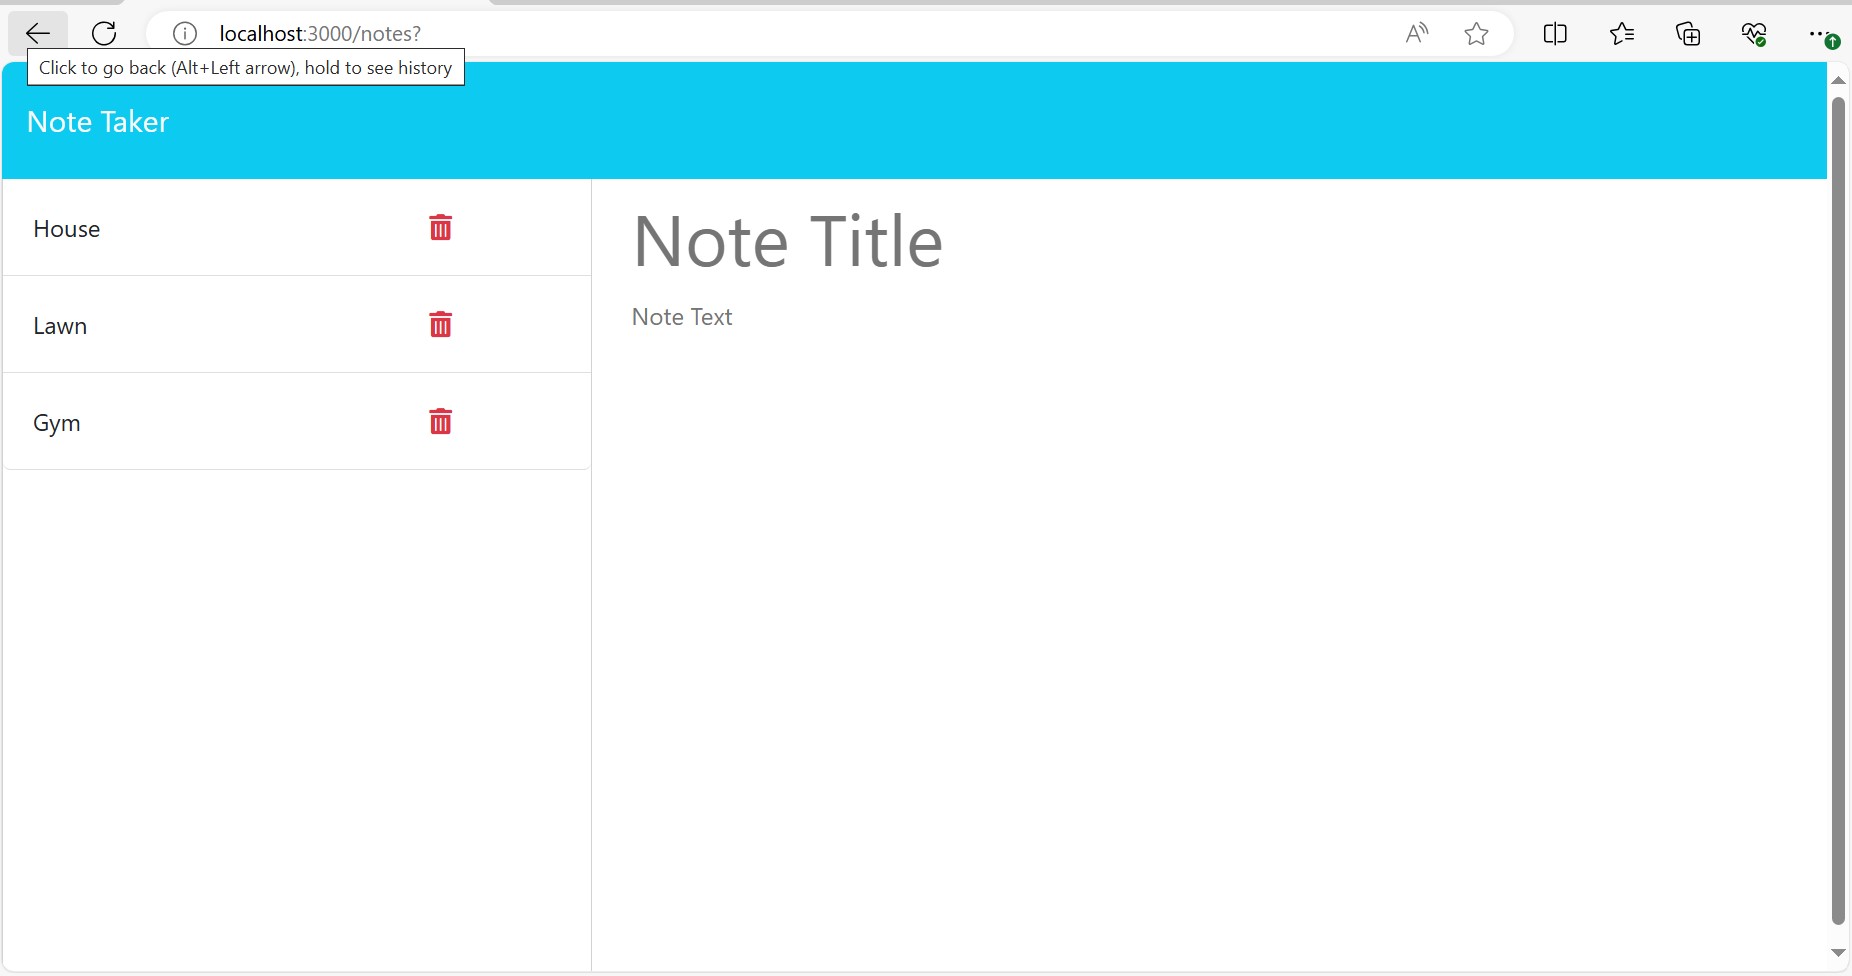 localhost:3000/notes?
Click to go back (Alt+Left arrow), hold to see history
Note Taker
House
Lawn
Gym
Note Title
Note Text